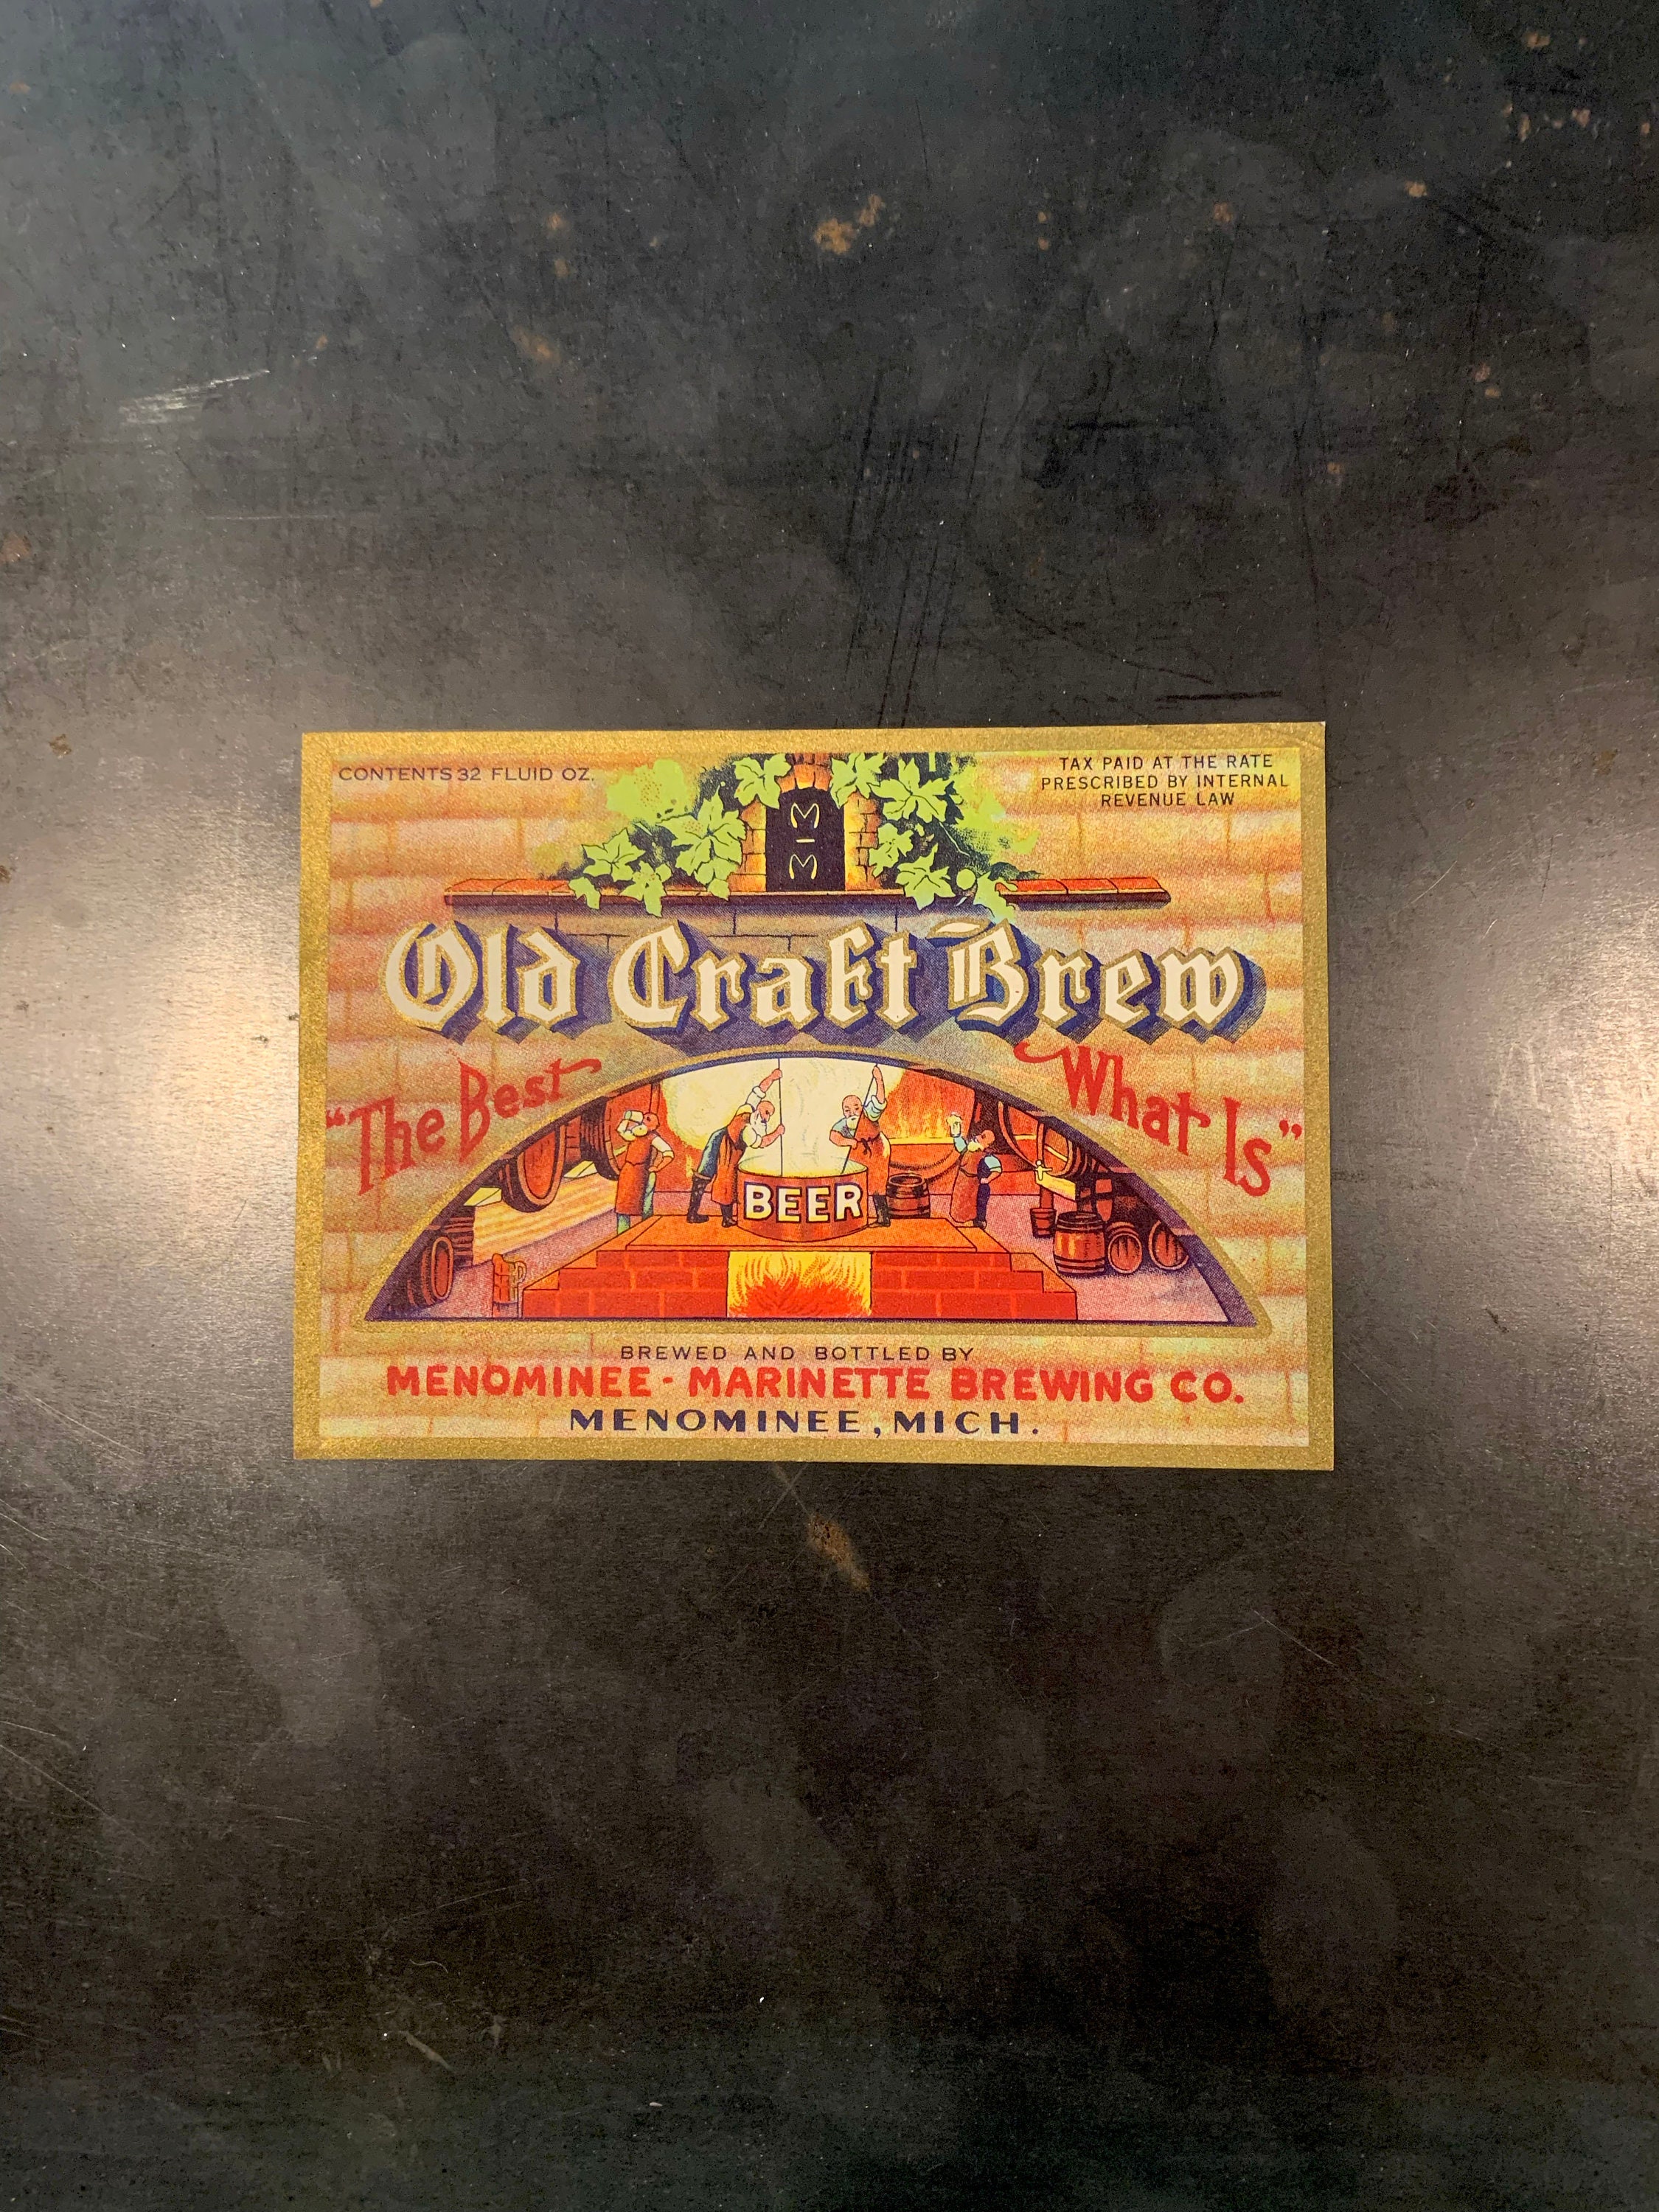 CONTENTS 32 FLUID OZ.
TAX PAID AT THE RATE
PRESCRIBED BY INTERNAL
REVENUE LAW
M
M
Old Craft Brew
"The Best What Is"
BEER
BREWED AND BOTTLED BY
MENOMINEE - MARINETTE BREWING CO.
MENOMINEE, MICH.